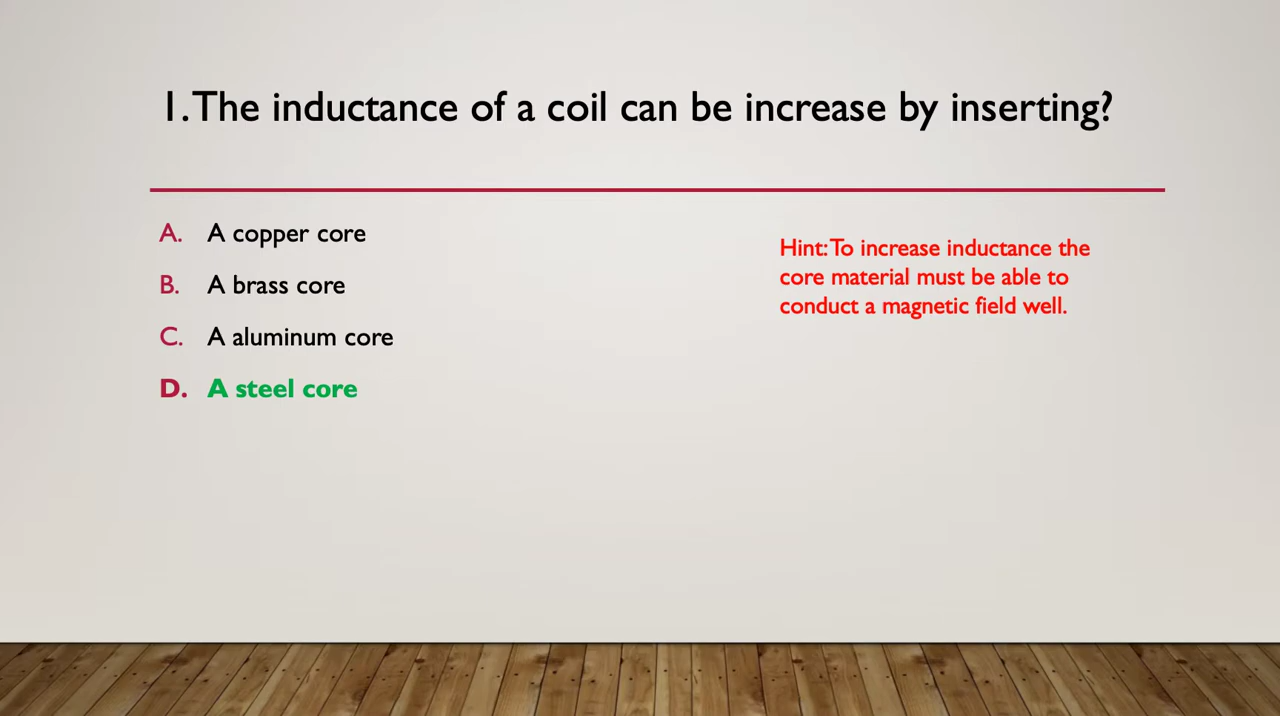 1. The inductance of a coil can be increase by inserting?
A. A copper core
B. A brass core
C. A aluminum core
D. A steel core
Hint: To increase inductance the
core material must be able to
conduct a magnetic field well.